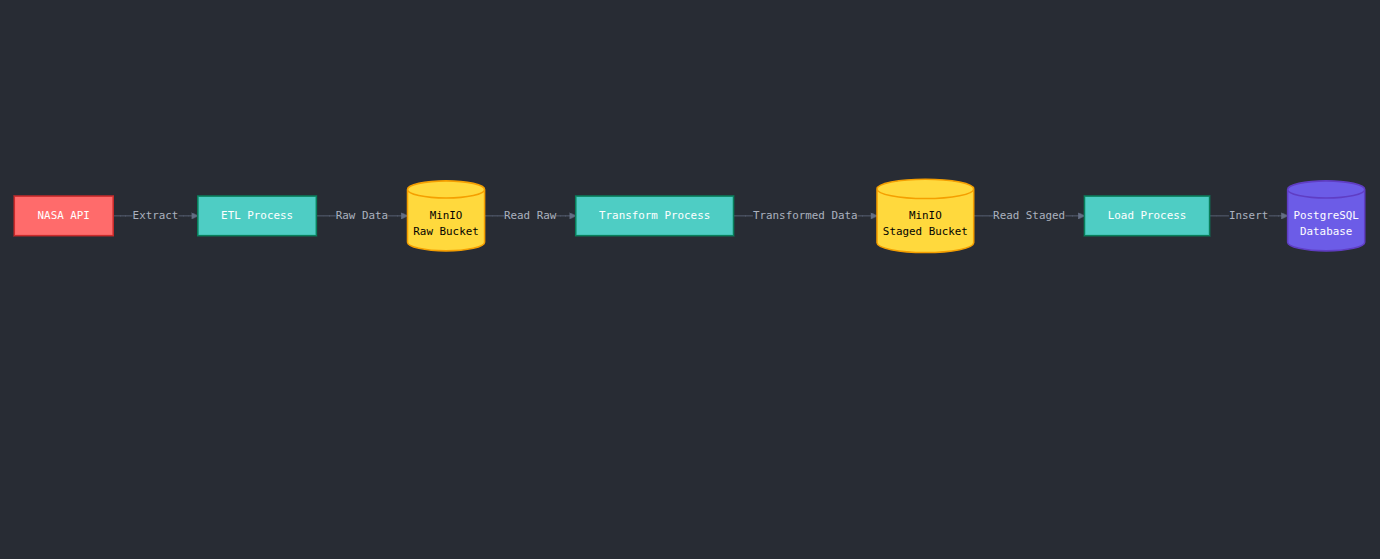 NASA API
Extract
ETL Process
Raw Data
MinIO
Raw Bucket
Read Raw
Transform Process
Transformed Data
MinIO
Staged Bucket
Read Staged
Load Process
Insert
PostgreSQL
Database